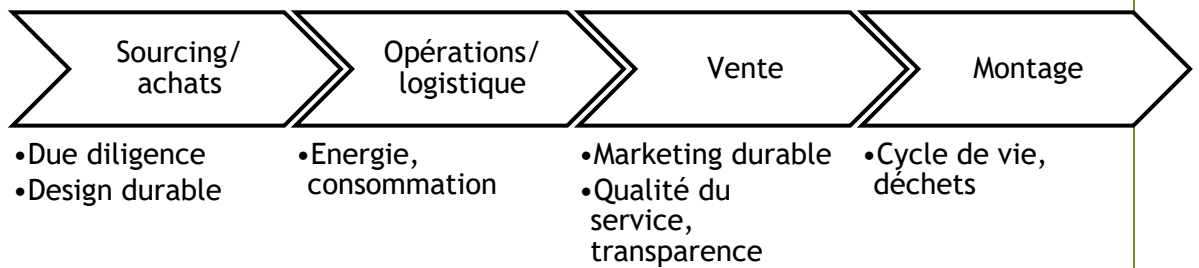 Sourcing/
achats
Opérations/
logistique
Vente
Montage
•Due diligence
•Design durable
•Energie,
consommation
•Marketing durable
•Qualité du
service,
transparence
•Cycle de vie,
déchets